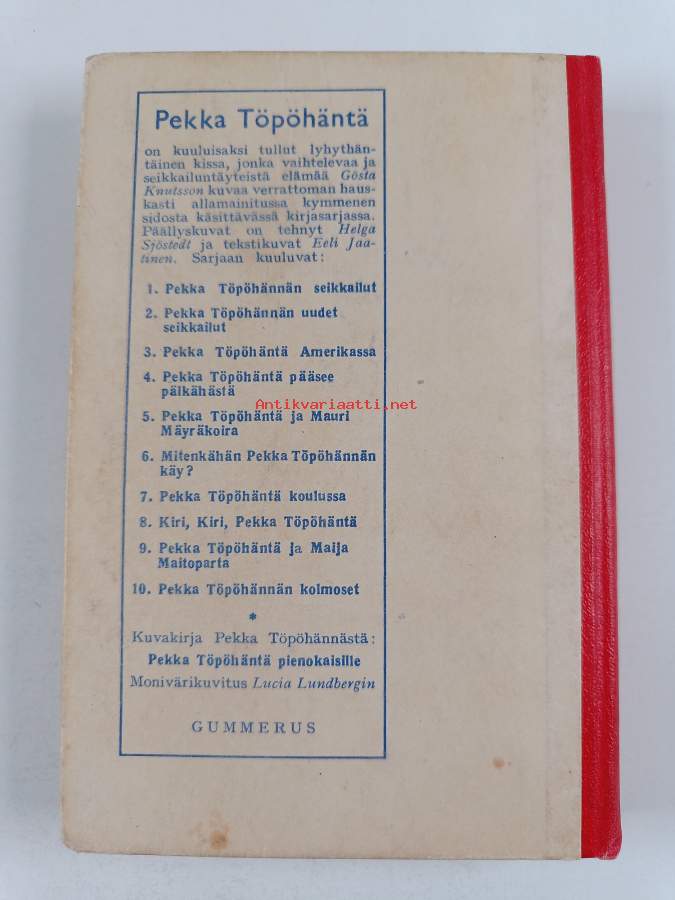 Pekka Töpöhäntä
on kuuluisaksi tullut lyhythän-
täinen kissa, jonka vaihtelevaa ja
seikkailuntäyteistä elämää Gösta
Knutsson kuvaa verrattoman haus-
kasti allamainitussa kymmenen
sidosta käsittävässä kirjasarjassa.
Päällyskuvat on tehnyt Helga
Sjöstedt ja tekstikuvat Eeli Jaa-
tinen. Sarjaan kuuluvat:
1. Pekka Töpöhännän seikkailut
2. Pekka Töpöhännän uudet
seikkailut
3. Pekka Töpöhäntä Amerikassa
4. Pekka Töpöhäntä pääsee
pälkähästä
Antikvariaatti.net
5. Pekka Töpöhäntä ja Mauri
Mäyräkoira
6. Mitenkähän Pekka Töpöhännän
käy?
7. Pekka Töpöhäntä koulussa
8. Kiri, Kiri, Pekka Töpöhäntä
9. Pekka Töpöhäntä ja Maija
Maitoparta
10. Pekka Töpöhännän kolmoset
*
Kuvakirja Pekka Töpöhännästä:
Pekka Töpöhäntä pienokaisille
Monivärikuvitus Lucia Lundbergin
GUMMERUS